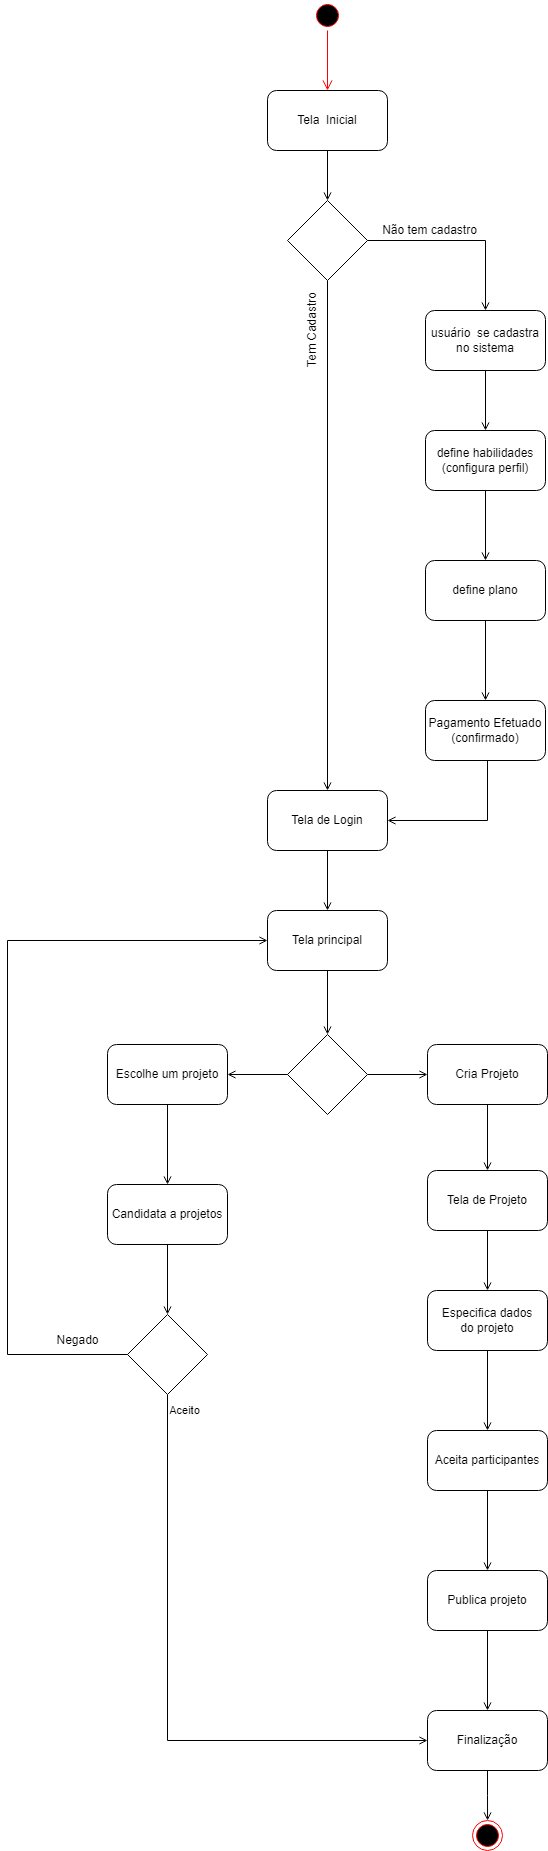 Tela  Inicial
Não tem cadastro
Tem Cadastro
usuário  se cadastra
no sistema
define habilidades
(configura perfil)
define plano
Pagamento Efetuado
(confirmado)
Tela de Login
Tela principal
Escolhe um projeto
Cria Projeto
Candidata a projetos
Tela de Projeto
Especifica dados
do projeto
Negado
Aceito
Aceita participantes
Publica projeto
Finalização